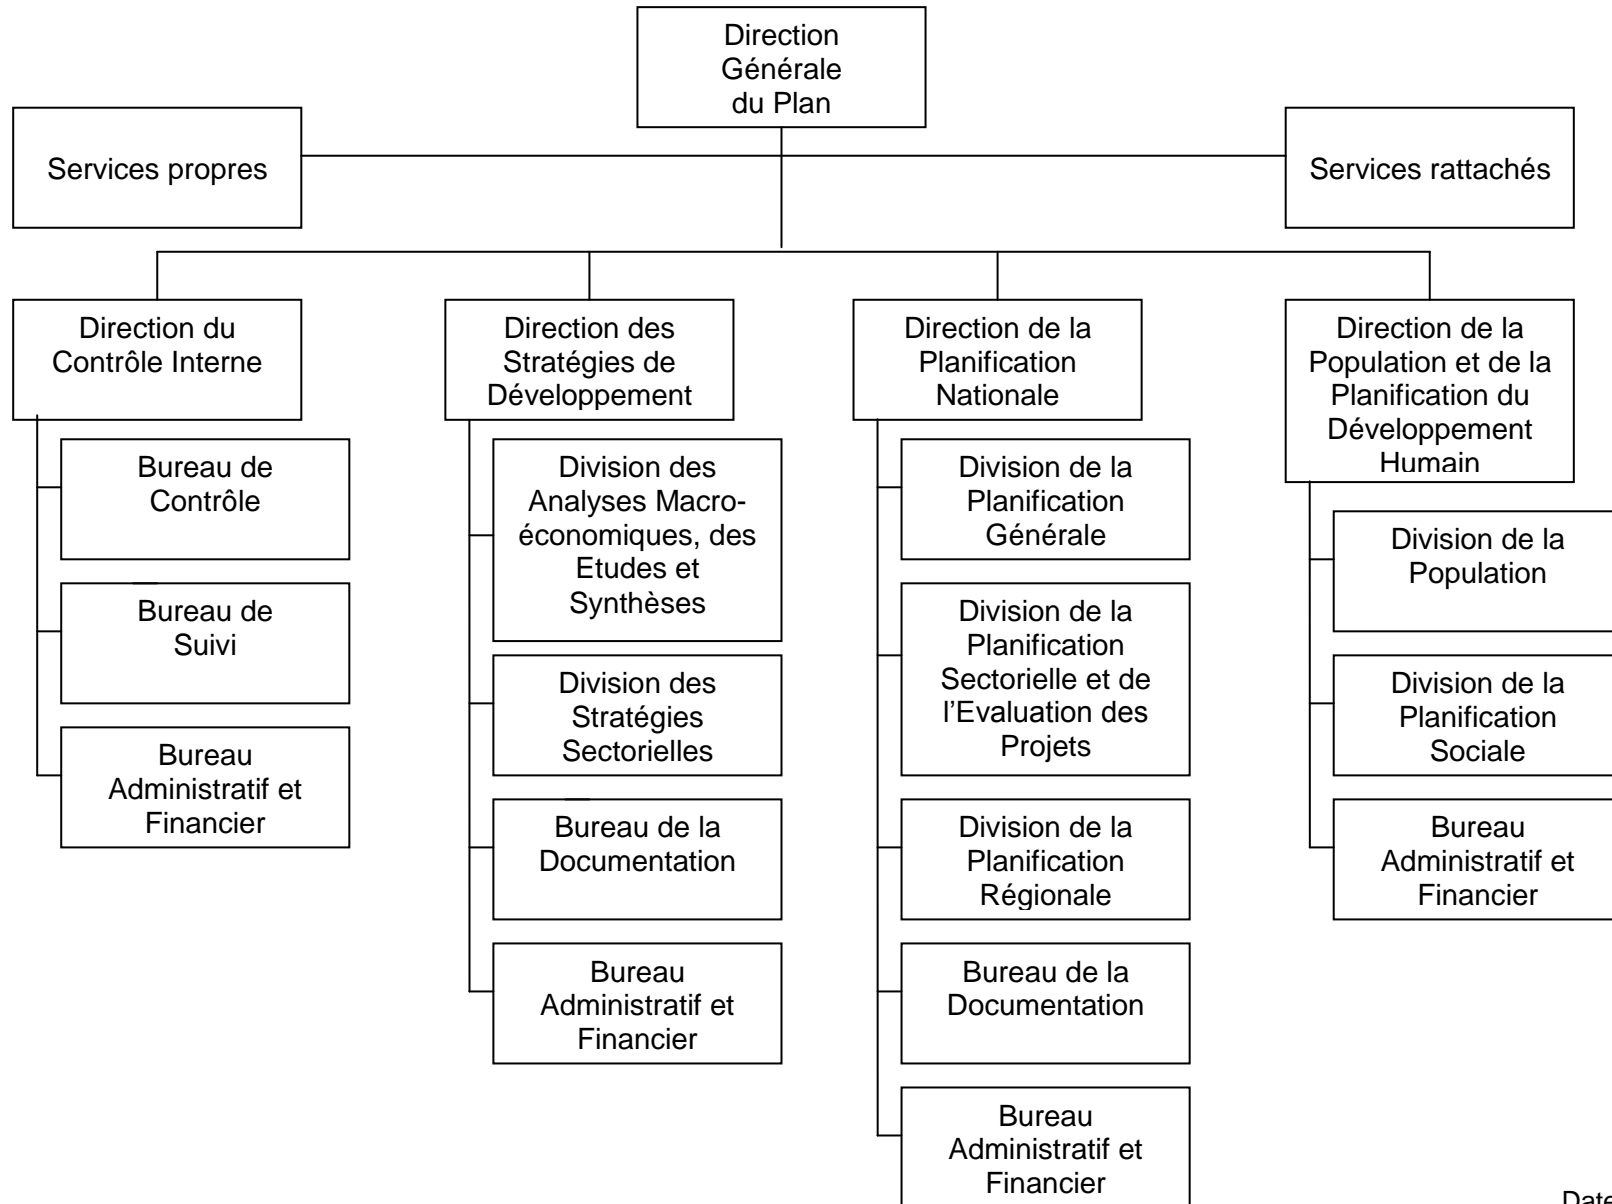 Direction
Générale
du Plan
Services propres
Services rattachés
Direction du
Contrôle Interne
Bureau de
Contrôle
Bureau de
Suivi
Bureau
Administratif et
Financier
Direction des
Stratégies de
Développement
Division des
Analyses Macro-
économiques, des
Etudes et
Synthèses
Division des
Stratégies
Sectorielles
Bureau de la
Documentation
Bureau
Administratif et
Financier
Direction de la
Planification
Nationale
Division de la
Planification
Générale
Division de la
Planification
Sectorielle et de
l’Evaluation des
Projets
Division de la
Planification
Régionale
Bureau de la
Documentation
Bureau
Administratif et
Financier
Direction de la
Population et de la
Planification du
Développement
Humain
Division de la
Population
Division de la
Planification
Sociale
Bureau
Administratif et
Financier
Date